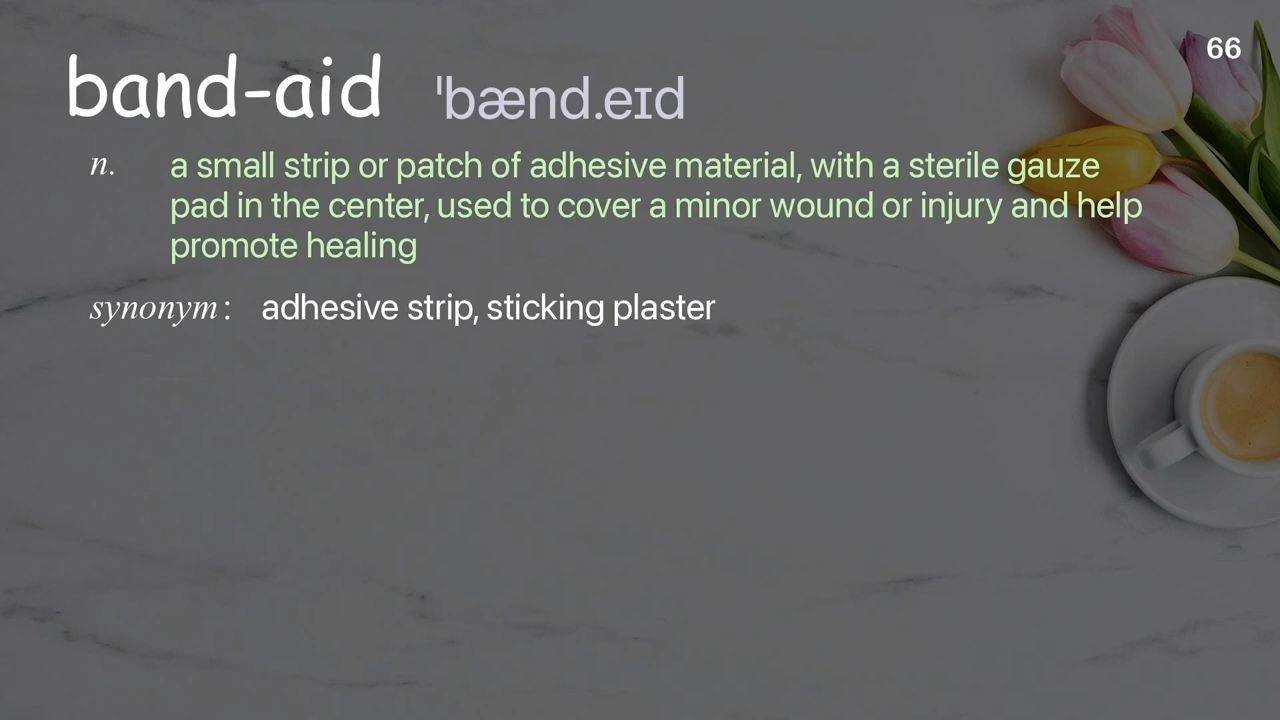 66
band-aid ˈbænd.eɪd
n. a small strip or patch of adhesive material, with a sterile gauze
pad in the center, used to cover a minor wound or injury and help
promote healing
synonym: adhesive strip, sticking plaster